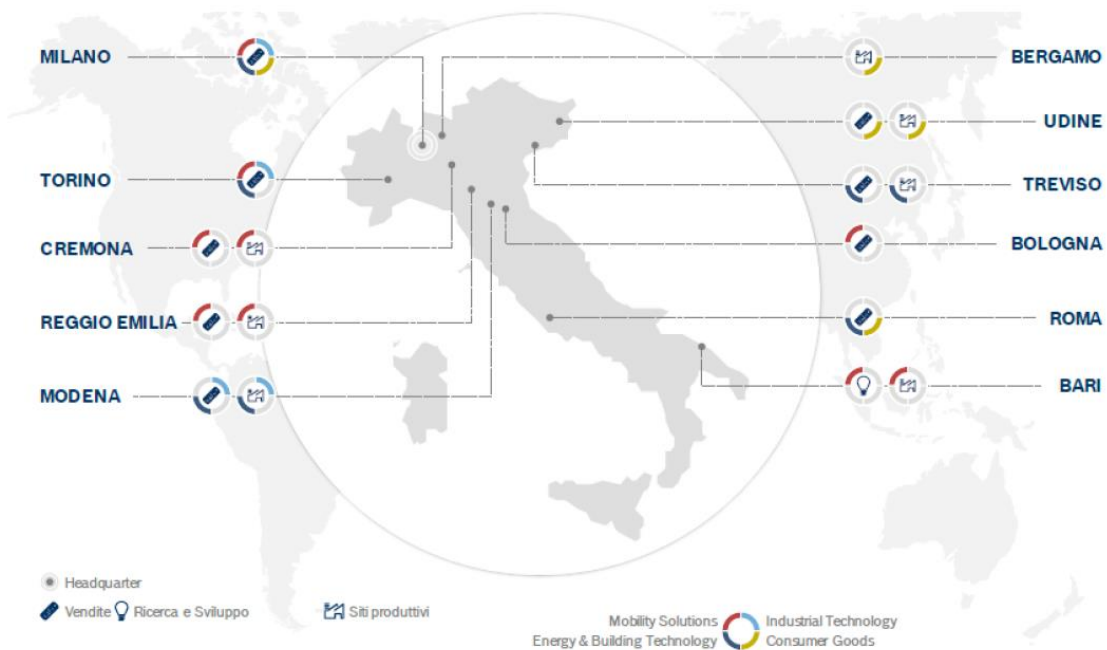 MILANO
BERGAMO
UDINE
TORINO
TREVISO
CREMONA
BOLOGNA
REGGIO EMILIA
ROMA
MODENA
BARI
Headquarter
Vendite Ricerca e Sviluppo Siti produttivi
Mobility Solutions Industrial Technology
Energy & Building Technology Consumer Goods